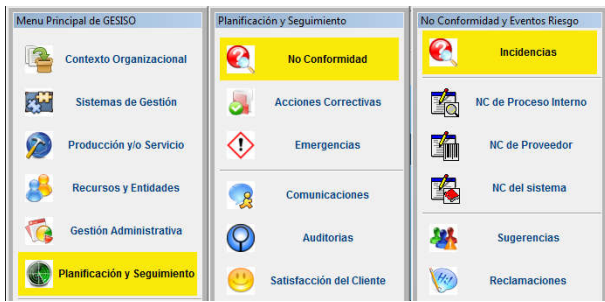 Menu Principal de GESISO
Contexto Organizacional
Sistemas de Gestión
Producción y/o Servicio
Recursos y Entidades
Gestión Administrativa
Planificación y Seguimiento
Planificación y Seguimiento
No Conformidad
Acciones Correctivas
Emergencias
Comunicaciones
Auditorias
Satisfacción del Cliente
No Conformidad y Eventos Riesgo
Incidencias
NC de Proceso Interno
NC de Proveedor
NC del sistema
Sugerencias
Reclamaciones